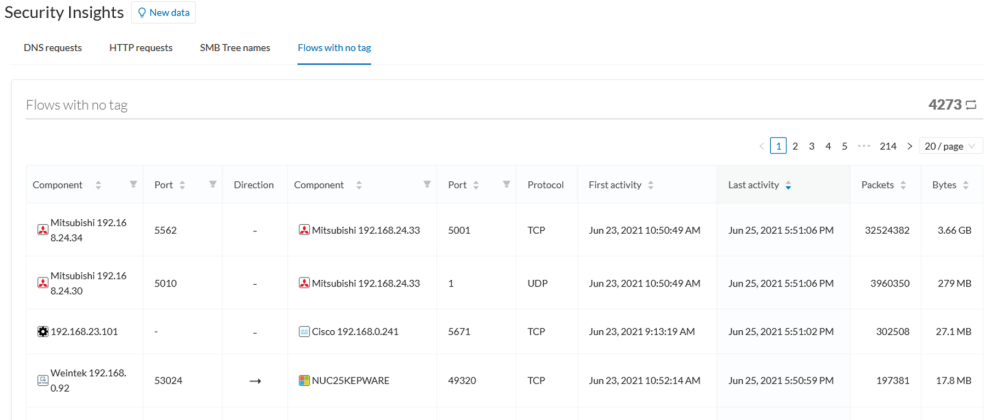 Security Insights New data
DNS requests HTTP requests SMB Tree names Flows with no tag
Flows with no tag 4273
< 1 2 3 4 5 ··· 214 > 20 / page
Component Port Direction Component Port Protocol First activity Last activity Packets Bytes
Mitsubishi 192.16
8.24.34 5562 - Mitsubishi 192.168.24.33 5001 TCP Jun 23, 2021 10:50:49 AM Jun 25, 2021 5:51:06 PM 32524382 3.66 GB
Mitsubishi 192.16
8.24.30 5010 - Mitsubishi 192.168.24.33 1 UDP Jun 23, 2021 10:50:49 AM Jun 25, 2021 5:51:06 PM 3960350 279 MB
192.168.23.101 - - Cisco 192.168.0.241 5671 TCP Jun 23, 2021 9:13:19 AM Jun 25, 2021 5:51:02 PM 302508 27.1 MB
Weintek 192.168.
0.92 53024 → NUC25KEPWARE 49320 TCP Jun 23, 2021 10:52:14 AM Jun 25, 2021 5:50:59 PM 197381 17.8 MB